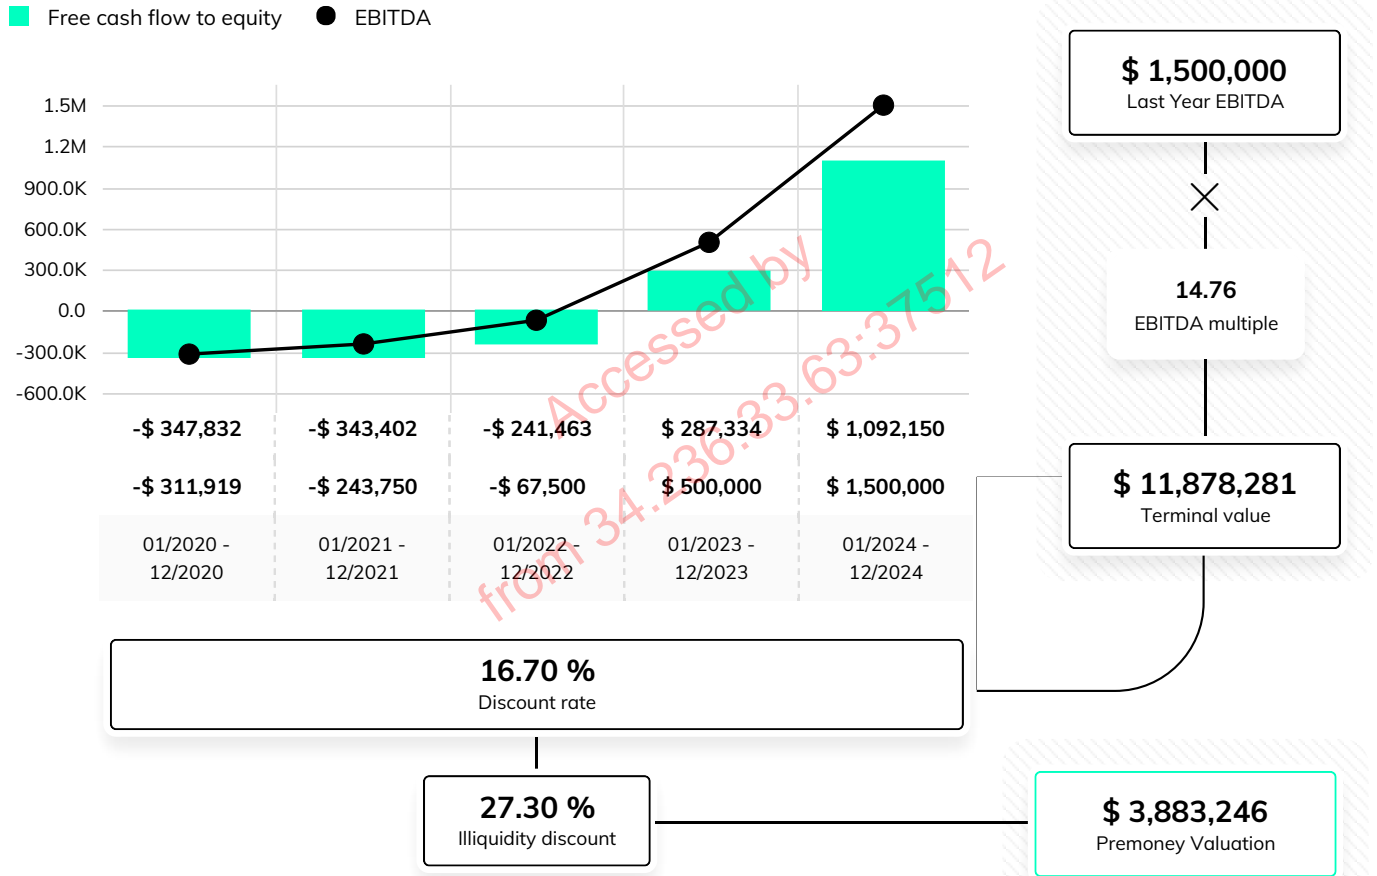 Free cash flow to equity EBITDA
$ 1,500,000
Last Year EBITDA
14.76
EBITDA multiple
$ 11,878,281
Terminal value
1.5M
1.2M
900.0K
600.0K
300.0K
0.0
-300.0K
-600.0K
-$ 347,832 -$ 343,402 -$ 241,463 $ 287,334 $ 1,092,150
-$ 311,919 -$ 243,750 -$ 67,500 $ 500,000 $ 1,500,000
01/2020 - 01/2021 - 01/2022 - 01/2023 - 01/2024 -
12/2020 12/2021 12/2022 12/2023 12/2024
Accessed by
from 34.236.33.63:37512
16.70 %
Discount rate
27.30 %
Illiquidity discount
$ 3,883,246
Premoney Valuation